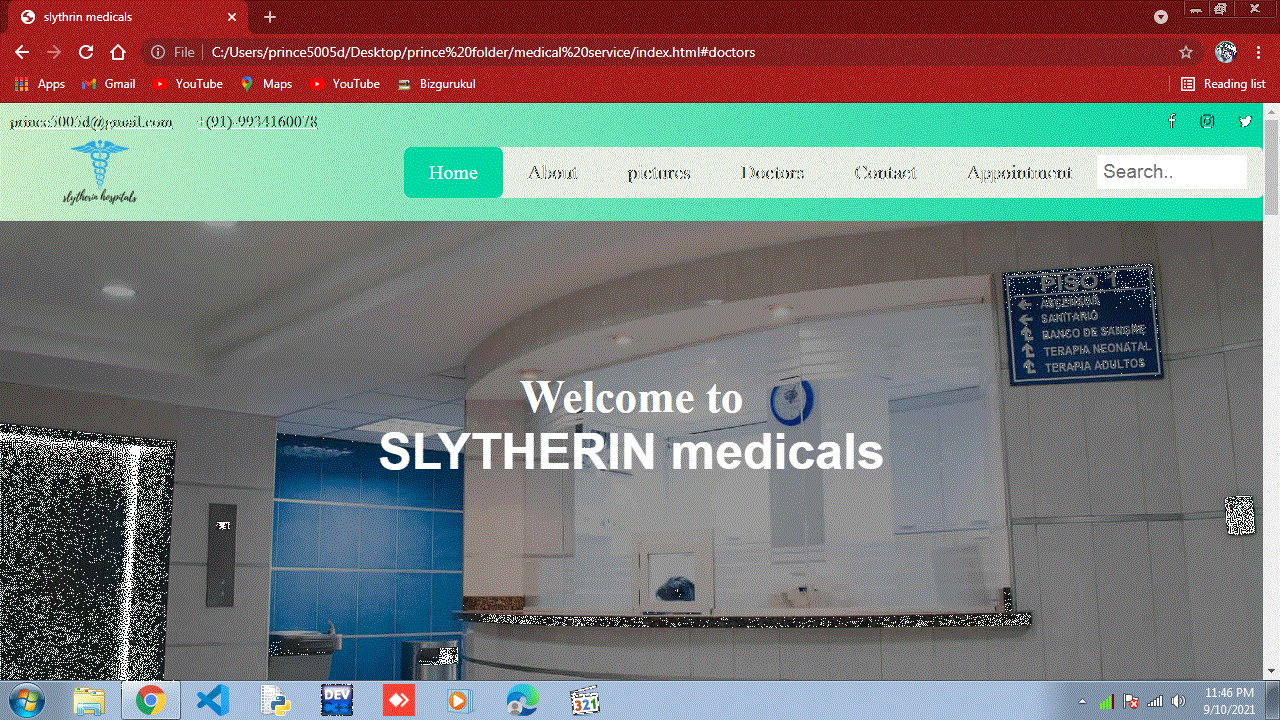 slythrin medicals
File C:/Users/prince5005d/Desktop/prince%20folder/medical%20service/index.html#doctors
Apps Gmail YouTube Maps YouTube Bizgurukul Reading list
prince5005d@gmail.com +(91)-9934160078
slytherin hospitals
Home About pictures Doctors Contact Appointment Search..
PISO 1
SANITARIO
BANCO DE SANGRE
TERAPIA NEONATAL
TERAPIA ADULTOS
Welcome to
SLYTHERIN medicals
DEV
C++
321
11:46 PM
9/10/2021